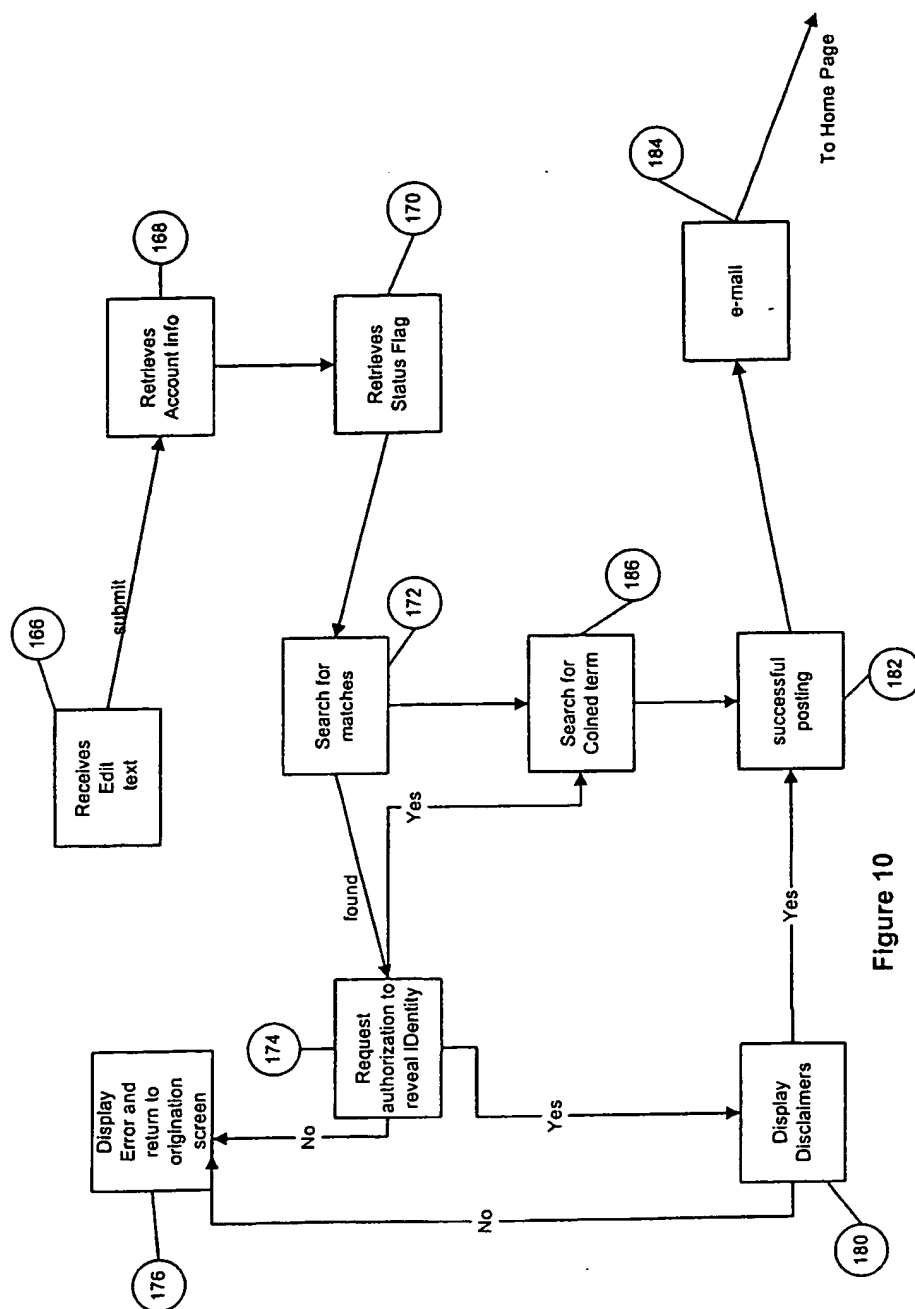 166
Receives
Edit
text
submit
168
Retrieves
Account Info
170
Retrieves
Status Flag
172
Search for
matches
found
174
Request
authorization to
reveal IDentity
No
176
Display
Error and
return to
origination
screen
Yes
186
Search for
Colned term
Yes
180
Display
Disclaimers
No
Yes
182
successful
posting
184
e-mail
To Home Page
Figure 10